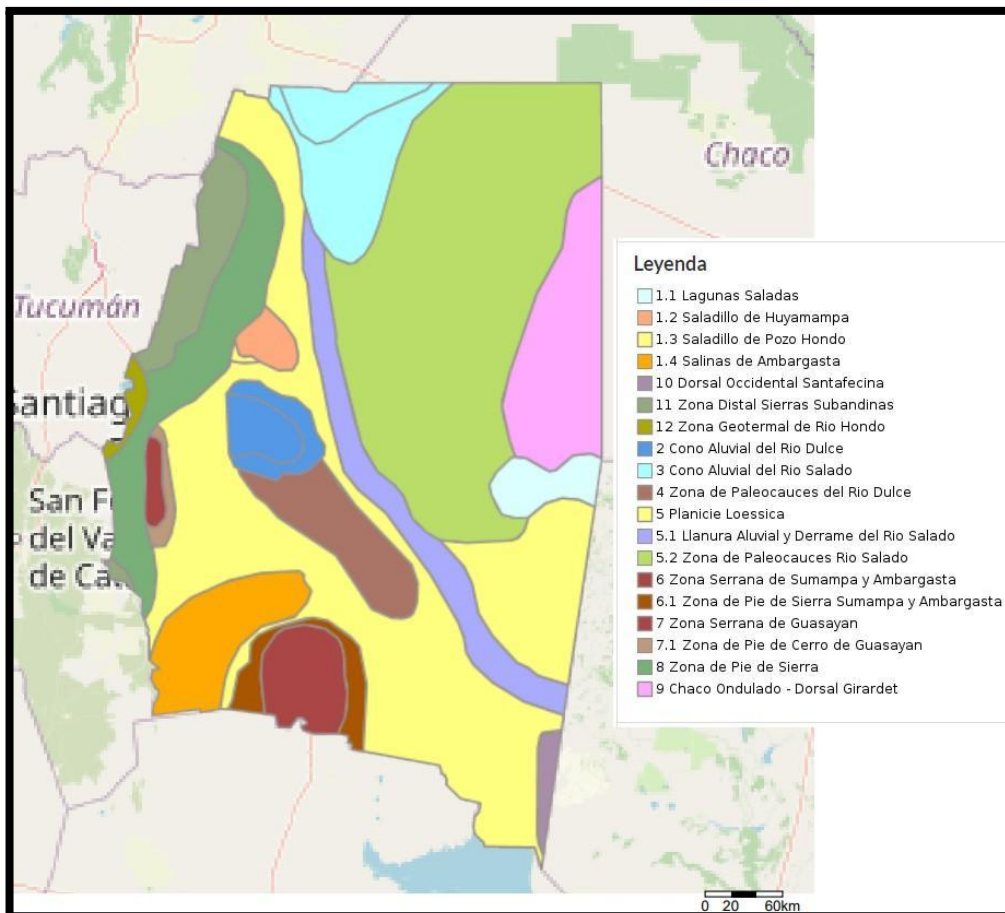 Chaco
Tucumán
Santiag
San F
del Va
de Ca
Leyenda
1.1 Lagunas Saladas
1.2 Saladillo de Huyamampa
1.3 Saladillo de Pozo Hondo
1.4 Salinas de Ambargasta
10 Dorsal Occidental Santafecina
11 Zona Distal Sierras Subandinas
12 Zona Geotermal de Rio Hondo
2 Cono Aluvial del Rio Dulce
3 Cono Aluvial del Rio Salado
4 Zona de Paleocauces del Rio Dulce
5 Planicie Loessica
5.1 Llanura Aluvial y Derrame del Rio Salado
5.2 Zona de Paleocauces Rio Salado
6 Zona Serrana de Sumampa y Ambargasta
6.1 Zona de Pie de Sierra Sumampa y Ambargasta
7 Zona Serrana de Guasayan
7.1 Zona de Pie de Cerro de Guasayan
8 Zona de Pie de Sierra
9 Chaco Ondulado - Dorsal Girardet
0 20 60km